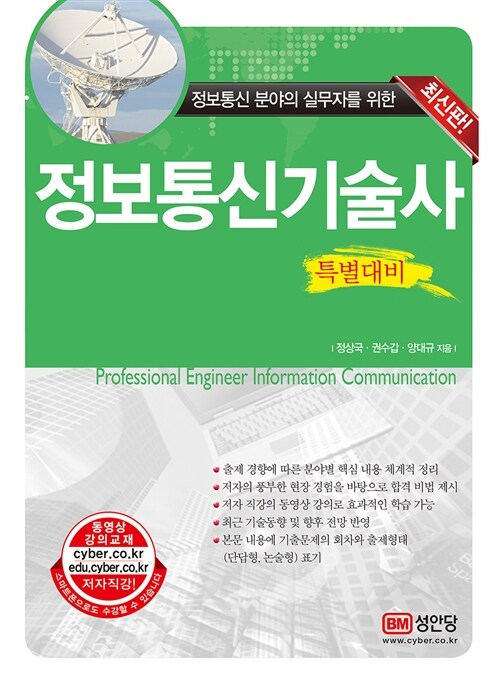 정보통신 분야의 실무자를 위한
최신판!
정보통신기술사
특별대비
| 정상국 · 권수갑 · 양대규 지음 |
Professional Engineer Information Communication
• 출제 경향에 따른 분야별 핵심 내용 체계적 정리
• 저자의 풍부한 현장 경험을 바탕으로 합격 비법 제시
• 저자 직강의 동영상 강의로 효과적인 학습 가능
• 최근 기술동향 및 향후 전망 반영
• 본문 내용에 기출문제의 회차와 출제형태
(단답형, 논술형) 표기
동영상
강의교재
cyber.co.kr
edu.cyber.co.kr
저자직강!
스마트폰으로도 수강할 수 있습니다
BM 성안당
www.cyber.co.kr